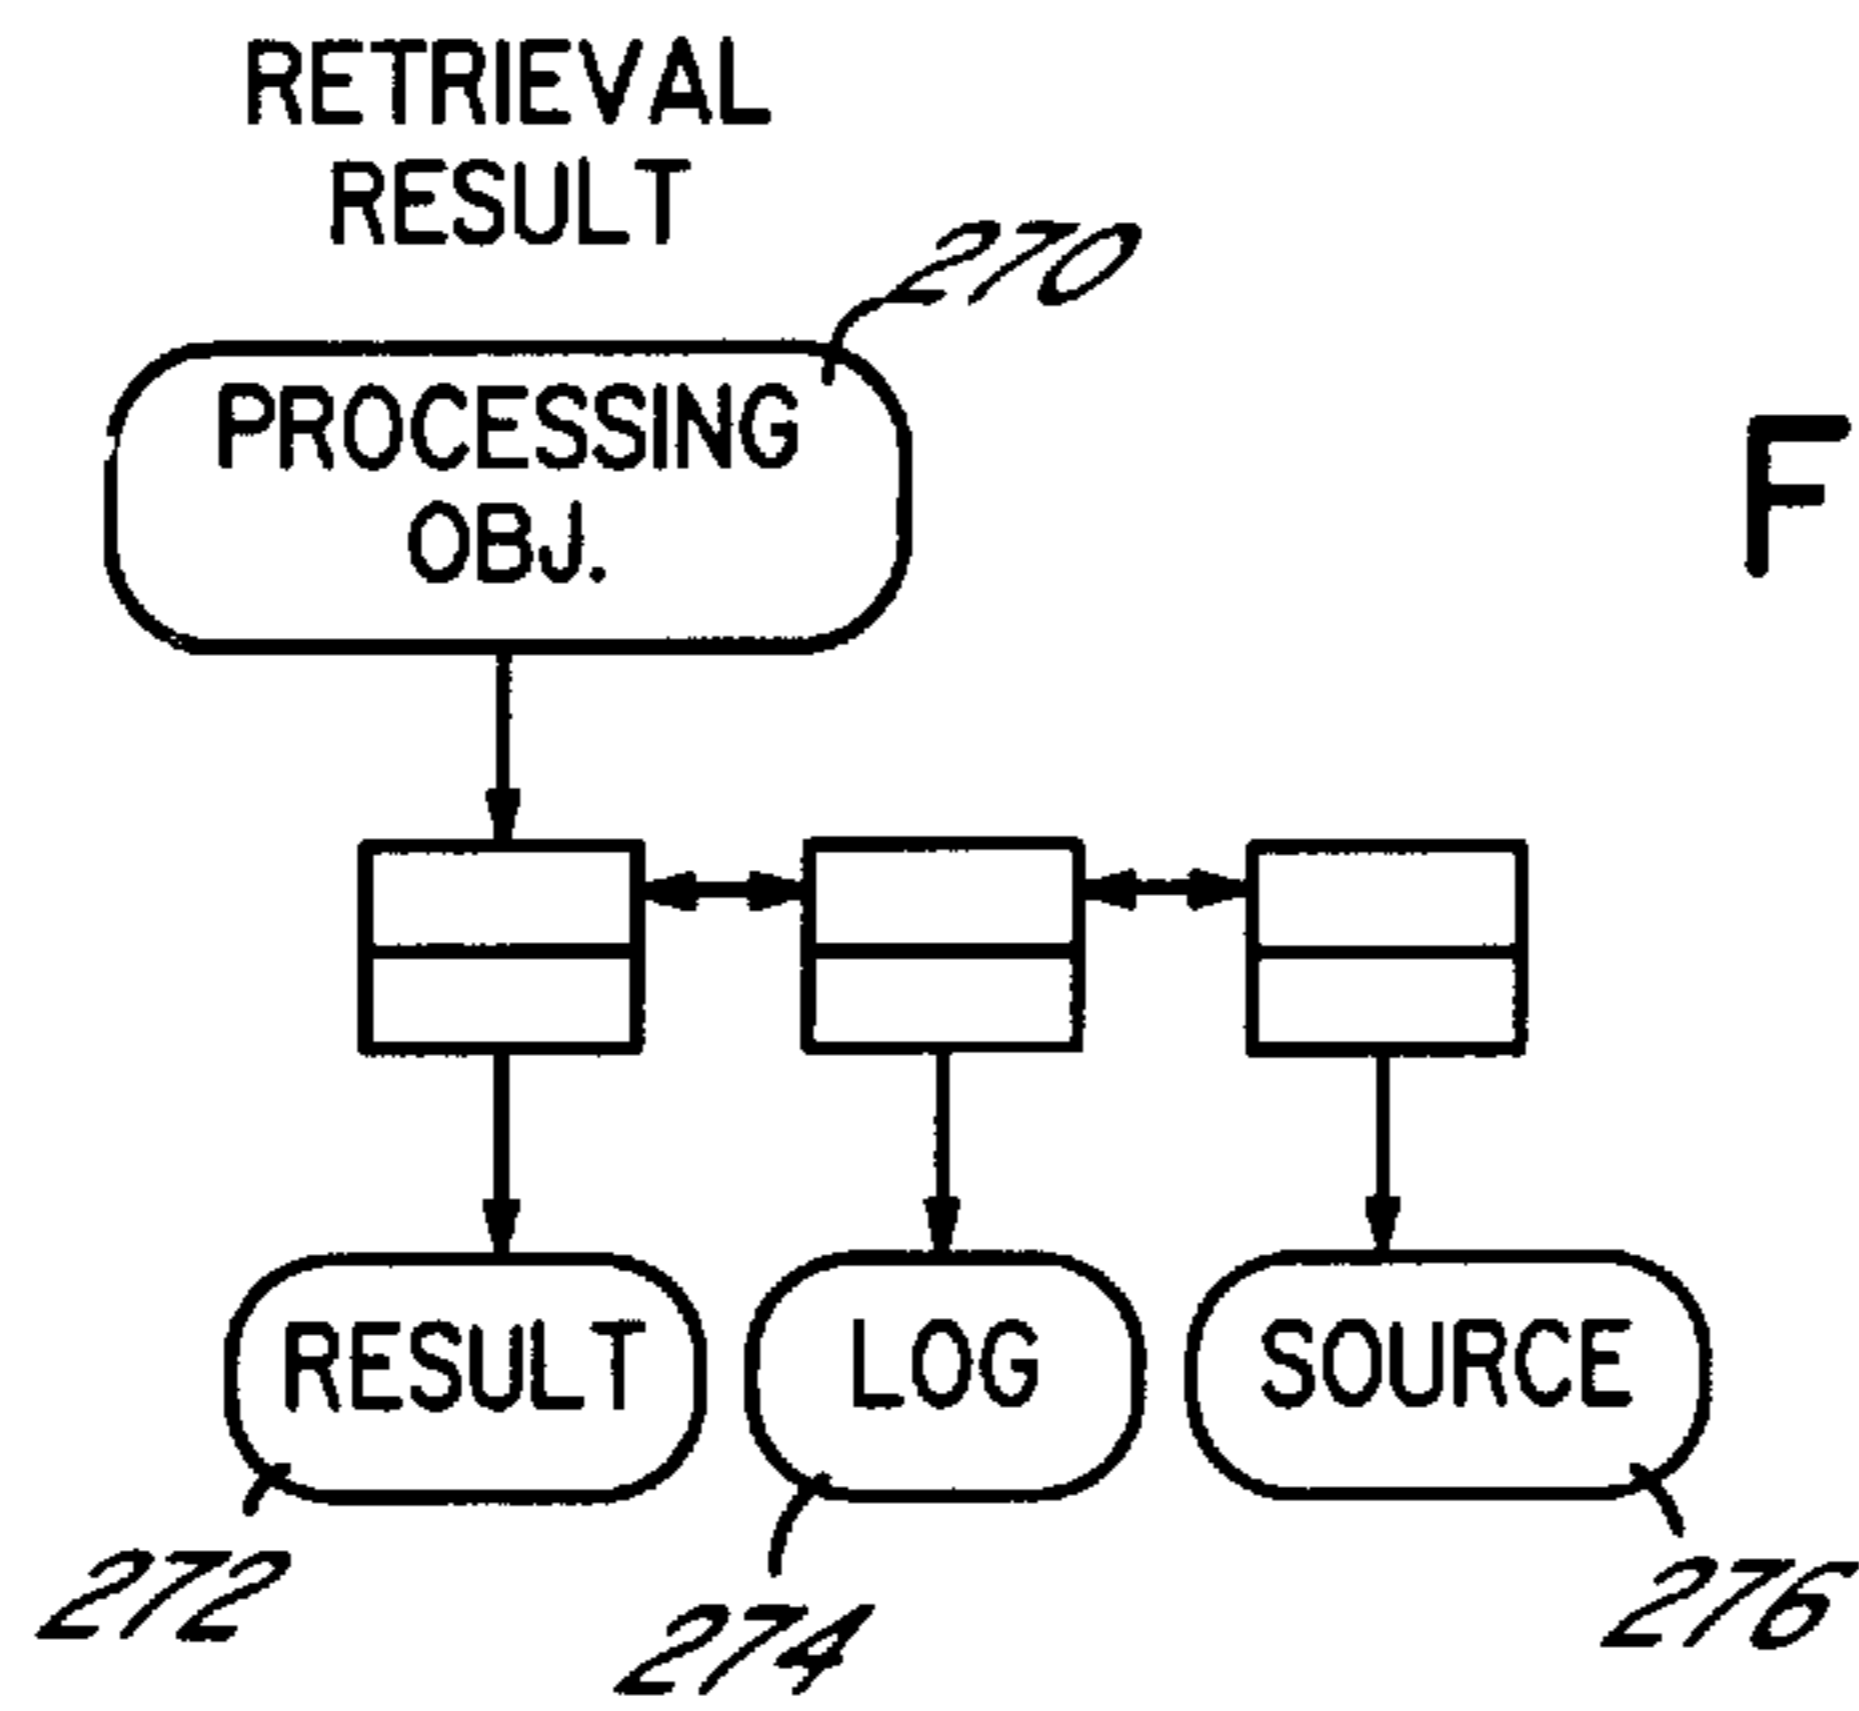 RETRIEVAL
RESULT
270
PROCESSING
OBJ.
F
RESULT
LOG
SOURCE
272
274
276